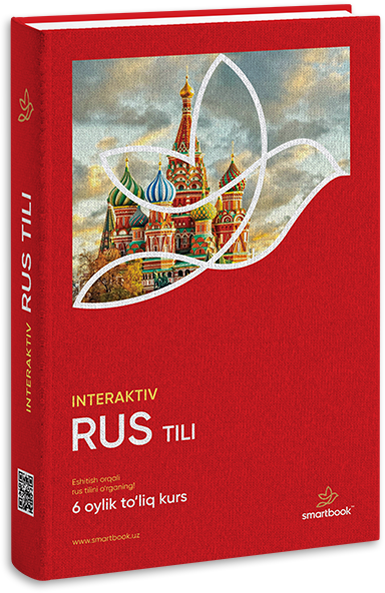 INTERAKTIV RUS TILI
INTERAKTIV
RUS TILI
Eshitish orqali
rus tilini o'rganing!
6 oylik to'liq kurs
www.smartbook.uz
smartbook™